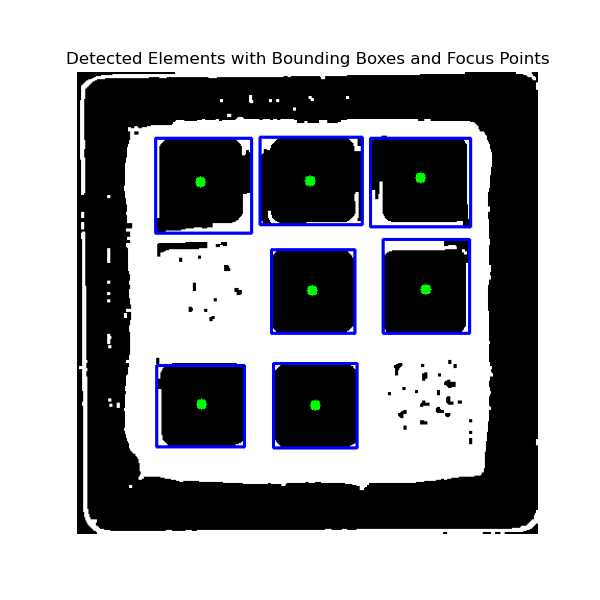 Detected Elements with Bounding Boxes and Focus Points